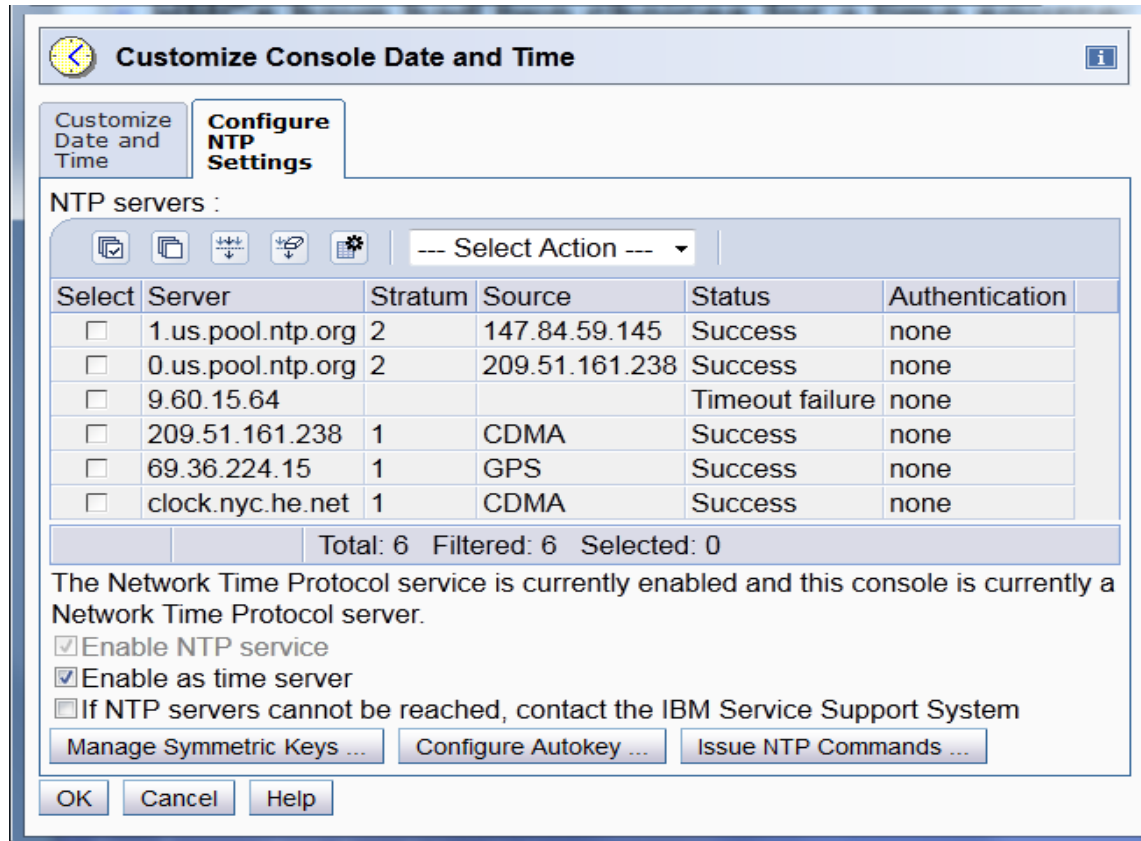 Customize Console Date and Time
Customize
Date and
Time
Configure
NTP
Settings
NTP servers :
--- Select Action ---
Select Server Stratum Source Status Authentication
1.us.pool.ntp.org 2 147.84.59.145 Success none
0.us.pool.ntp.org 2 209.51.161.238 Success none
9.60.15.64 Timeout failure none
209.51.161.238 1 CDMA Success none
69.36.224.15 1 GPS Success none
clock.nyc.he.net 1 CDMA Success none
Total: 6 Filtered: 6 Selected: 0
The Network Time Protocol service is currently enabled and this console is currently a
Network Time Protocol server.
Enable NTP service
Enable as time server
If NTP servers cannot be reached, contact the IBM Service Support System
Manage Symmetric Keys ... Configure Autokey ... Issue NTP Commands ...
OK Cancel Help